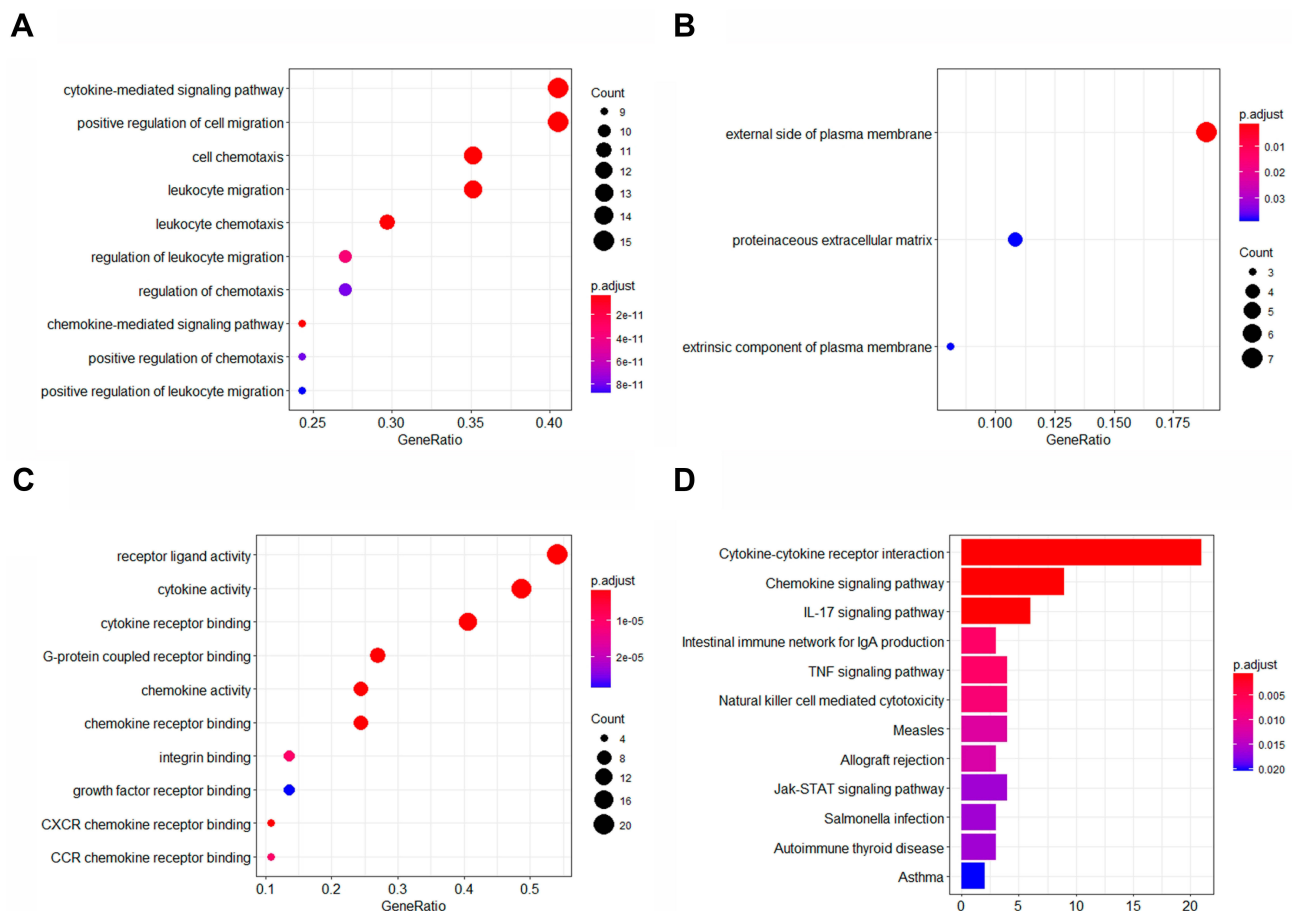 A
cytokine-mediated signaling pathway
positive regulation of cell migration
cell chemotaxis
leukocyte migration
leukocyte chemotaxis
regulation of leukocyte migration
regulation of chemotaxis
chemokine-mediated signaling pathway
positive regulation of chemotaxis
positive regulation of leukocyte migration
0.25 0.30 0.35 0.40
GeneRatio
Count
9
10
11
12
13
14
15
p.adjust
2e-11
4e-11
6e-11
8e-11
B
external side of plasma membrane
proteinaceous extracellular matrix
extrinsic component of plasma membrane
0.100 0.125 0.150 0.175
GeneRatio
p.adjust
0.01
0.02
0.03
Count
3
4
5
6
7
C
receptor ligand activity
cytokine activity
cytokine receptor binding
G-protein coupled receptor binding
chemokine activity
chemokine receptor binding
integrin binding
growth factor receptor binding
CXCR chemokine receptor binding
CCR chemokine receptor binding
0.1 0.2 0.3 0.4 0.5
GeneRatio
p.adjust
1e-05
2e-05
Count
4
8
12
16
20
D
Cytokine-cytokine receptor interaction
Chemokine signaling pathway
IL-17 signaling pathway
Intestinal immune network for IgA production
TNF signaling pathway
Natural killer cell mediated cytotoxicity
Measles
Allograft rejection
Jak-STAT signaling pathway
Salmonella infection
Autoimmune thyroid disease
Asthma
0 5 10 15 20
p.adjust
0.005
0.010
0.015
0.020